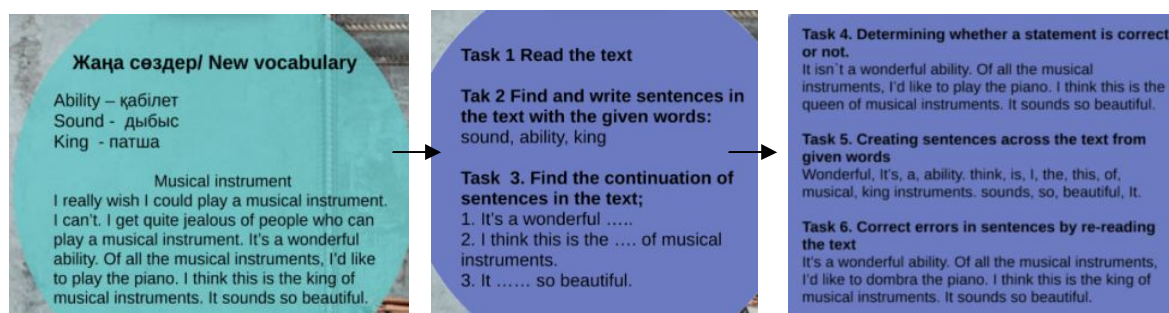 Жаңа сөздер/ New vocabulary
Ability – қабілет
Sound - дыбыс
King - патша
Musical instrument
I really wish I could play a musical instrument.
I can't. I get quite jealous of people who can
play a musical instrument. It's a wonderful
ability. Of all the musical instruments, I'd like
to play the piano. I think this is the king of
musical instruments. It sounds so beautiful.
Task 1 Read the text
Tak 2 Find and write sentences in
the text with the given words:
sound, ability, king
Task 3. Find the continuation of
sentences in the text;
1. It's a wonderful …..
2. I think this is the …. of musical
instruments.
3. It …… so beautiful.
Task 4. Determining whether a statement is correct
or not.
It isn`t a wonderful ability. Of all the musical
instruments, I'd like to play the piano. I think this is the
queen of musical instruments. It sounds so beautiful.
Task 5. Creating sentences across the text from
given words
Wonderful, It's, a, ability. think, is, I, the, this, of,
musical, king instruments. sounds, so, beautiful, It.
Task 6. Correct errors in sentences by re-reading
the text
It's a wonderful ability. Of all the musical instruments,
I'd like to dombra the piano. I think this is the king of
musical instruments. It sounds so beautiful.